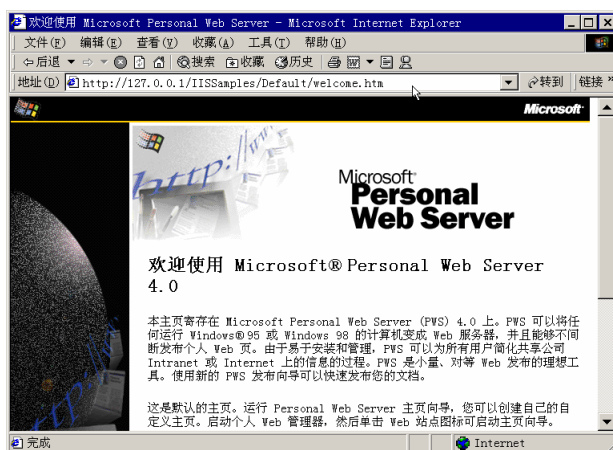 欢迎使用 Microsoft Personal Web Server - Microsoft Internet Explorer
文件(F) 编辑(E) 查看(V) 收藏(A) 工具(T) 帮助(H)
后退 搜索 收藏 历史
地址(D) http://127.0.0.1/IISSamples/Default/welcome.htm 转到 链接 »
Microsoft
http://www
Microsoft
Personal
Web Server
欢迎使用 Microsoft® Personal Web Server
4.0
本主页寄存在 Microsoft Personal Web Server (PWS) 4.0 上。PWS 可以将任
何运行 Windows® 95 或 Windows 98 的计算机变成 Web 服务器，并且能够不间
断发布个人 Web 页。由于易于安装和管理，PWS 可以为所有用户简化共享公司
Intranet 或 Internet 上的信息的过程。PWS 是小量、对等 Web 发布的理想工
具。使用新的 PWS 发布向导可以快速发布您的文档。
这是默认的主页。运行 Personal Web Server 主页向导，您可以创建自己的自
定义主页。启动个人 Web 管理器，然后单击 Web 站点图标可启动主页向导。
完成 Internet